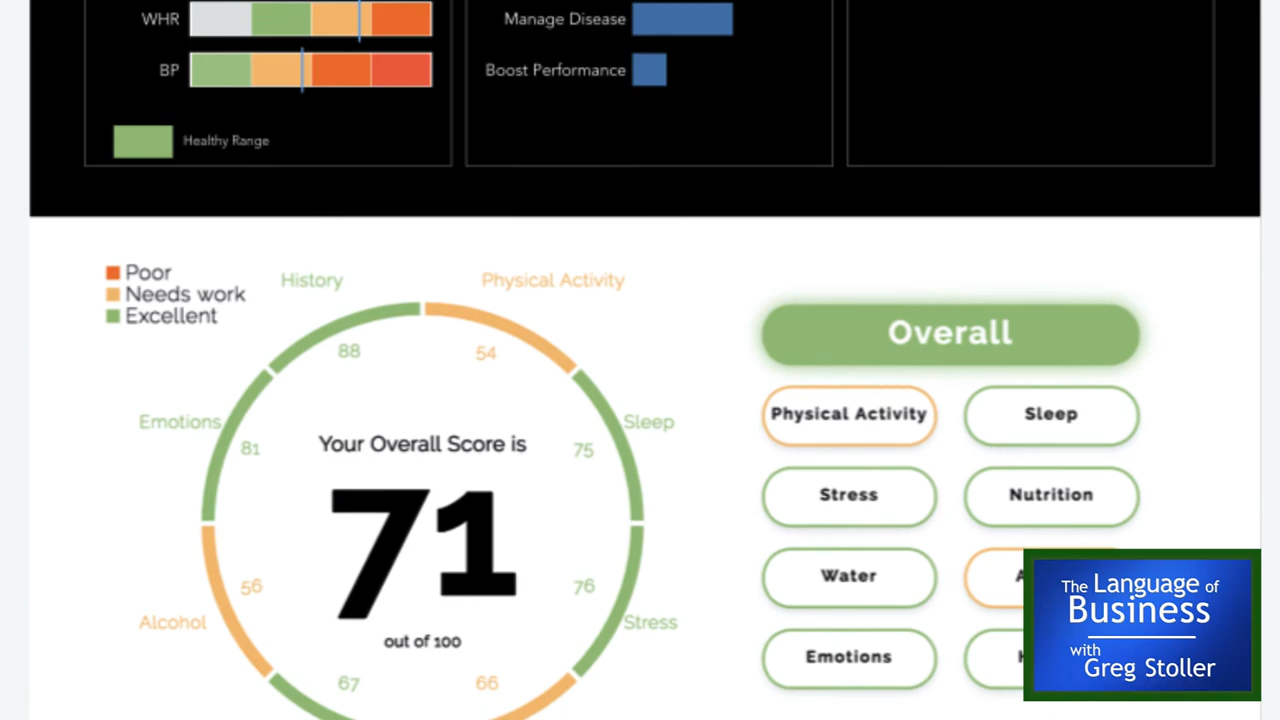 WHR
BP
Healthy Range
Manage Disease
Boost Performance
Poor
Needs work
Excellent
History
Physical Activity
88
54
Emotions
Sleep
81
75
Your Overall Score is
71
out of 100
56
76
Alcohol
Stress
67
66
Overall
Physical Activity
Sleep
Stress
Nutrition
Water
Emotions
The Language of
Business
with
Greg Stoller